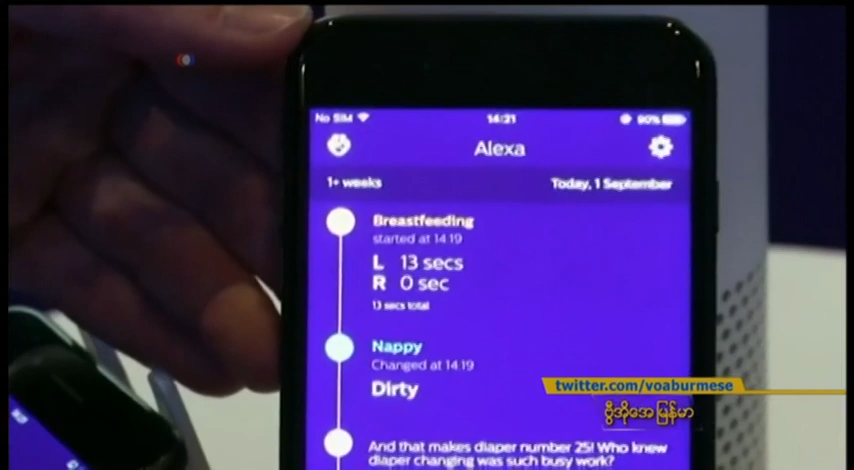 No SIM 14:21 90%
Alexa
1+ weeks Today, 1 September
Breastfeeding
started at 14:19
L 13 secs
R 0 sec
13 secs total
Nappy
Changed at 14:19
Dirty
twitter.com/voaburmese
ဗွီအိုအေ မြန်မာ
And that makes diaper number 25! Who knew
diaper changing was such busy work?